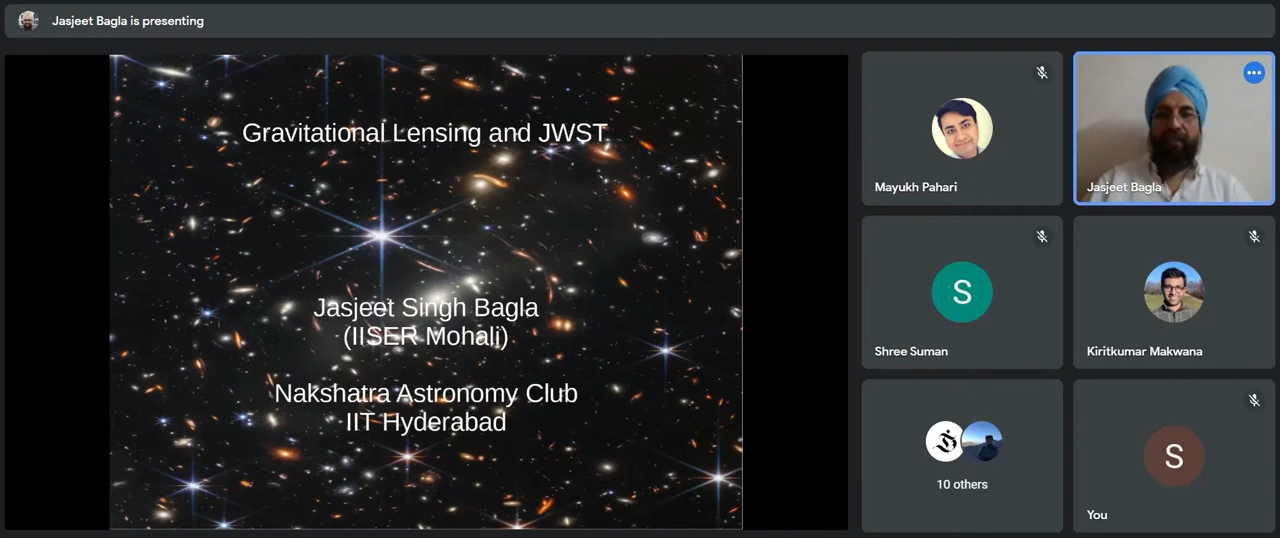 Jasjeet Bagla is presenting
Gravitational Lensing and JWST
Jasjeet Singh Bagla
(IISER Mohali)
Nakshatra Astronomy Club
IIT Hyderabad
Mayukh Pahari
Jasjeet Bagla
S
Shree Suman
Kiritkumar Makwana
10 others
S
You